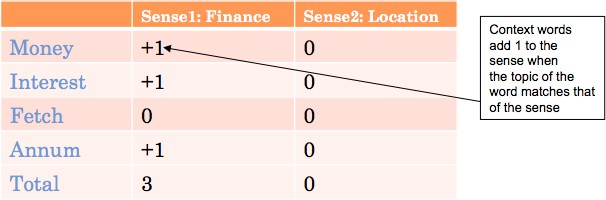 Sense1: Finance Sense2: Location
Money +1 0
Interest +1 0
Fetch 0 0
Annum +1 0
Total 3 0
Context words
add 1 to the
sense when
the topic of the
word matches that
of the sense